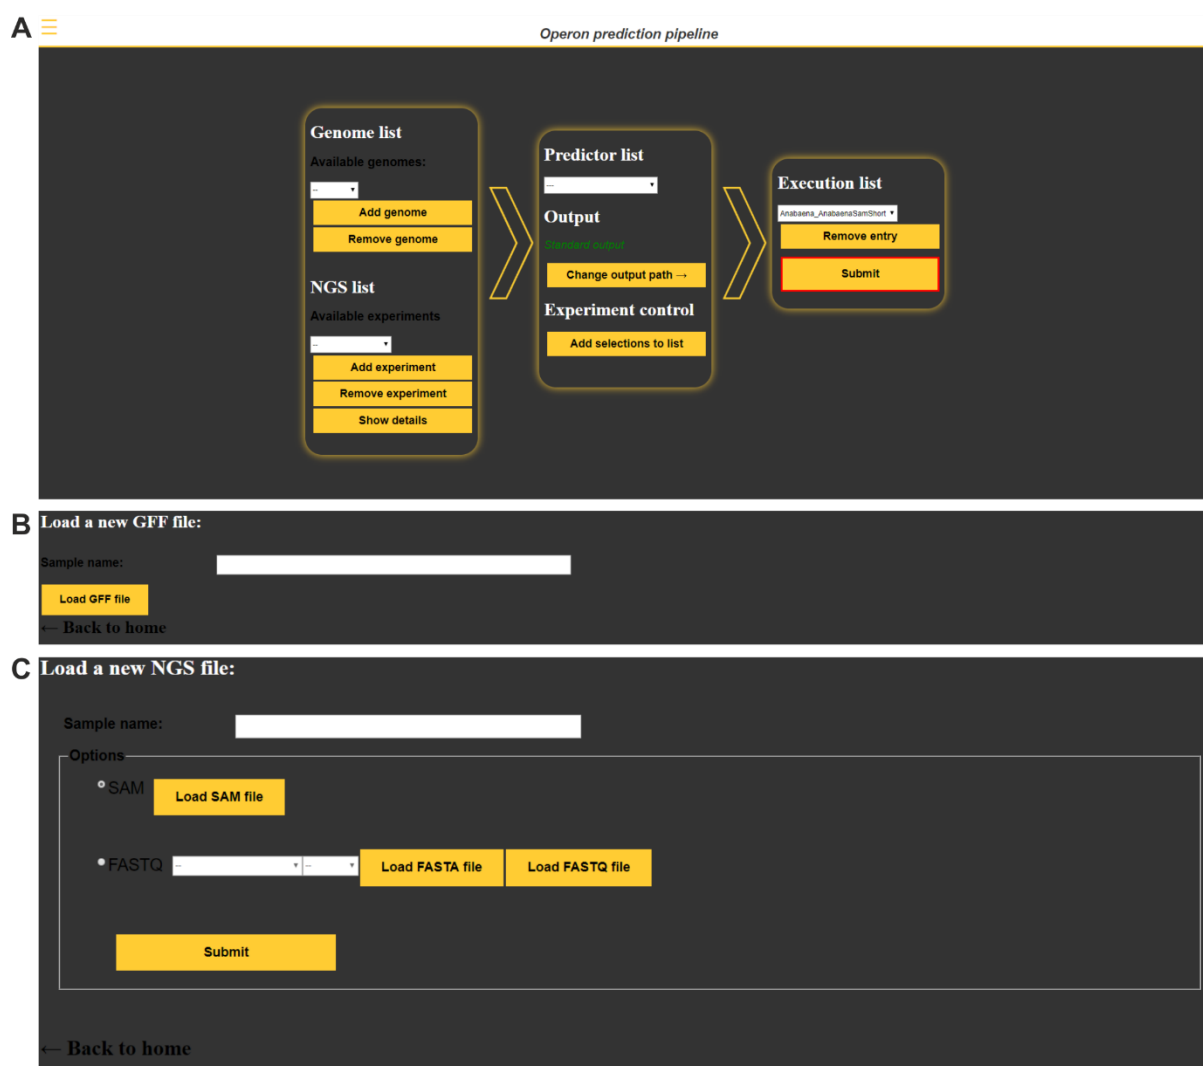 A
☰
Operon prediction pipeline
Genome list
Available genomes:
--
Add genome
Remove genome
NGS list
Available experiments
--
Add experiment
Remove experiment
Show details
Predictor list
---
Output
Standard output
Change output path →
Experiment control
Add selections to list
Execution list
Anabaena_AnabaenaSamShort
Remove entry
Submit
B
Load a new GFF file:
Sample name:
Load GFF file
← Back to home
C
Load a new NGS file:
Sample name:
Options
SAM Load SAM file
FASTQ -- -- Load FASTA file Load FASTQ file
Submit
← Back to home